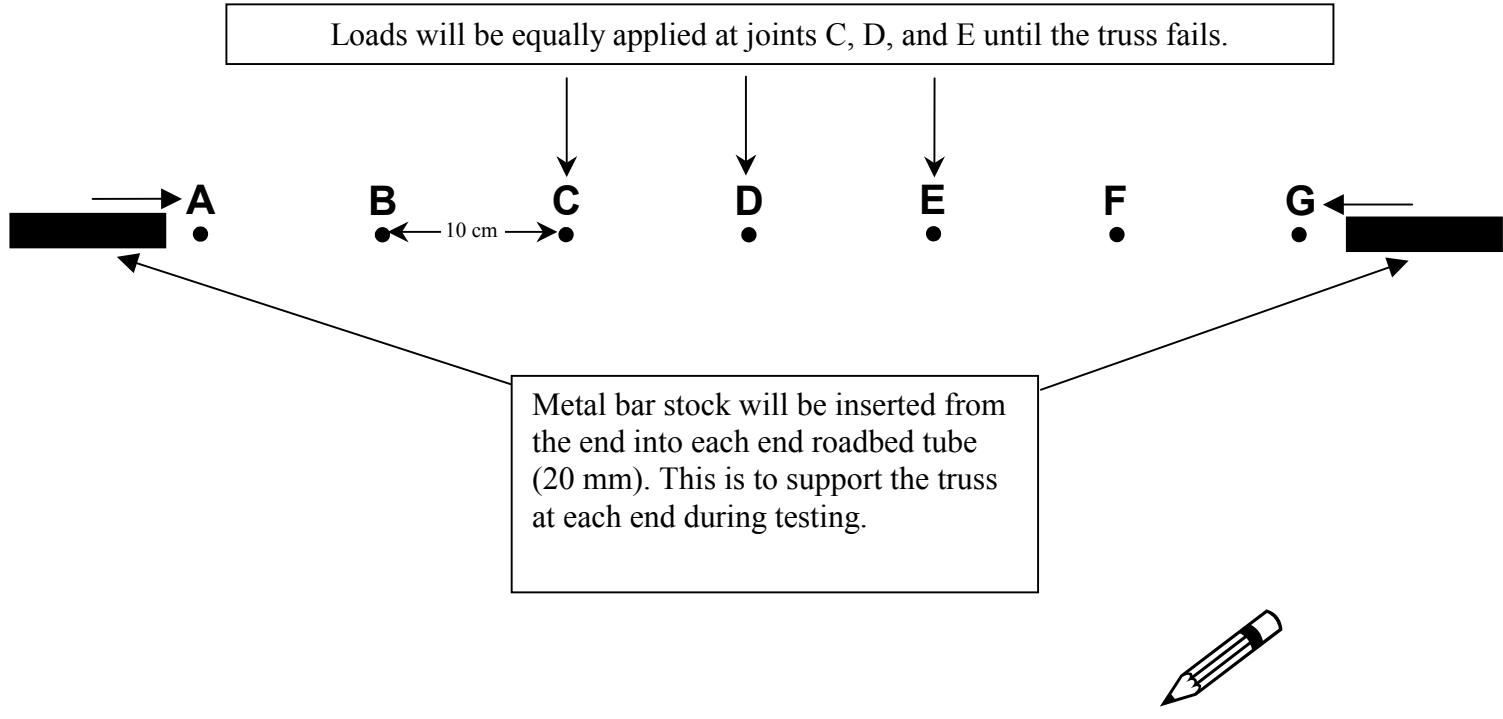 Loads will be equally applied at joints C, D, and E until the truss fails.
A B C D E F G
10 cm
Metal bar stock will be inserted from
the end into each end roadbed tube
(20 mm). This is to support the truss
at each end during testing.